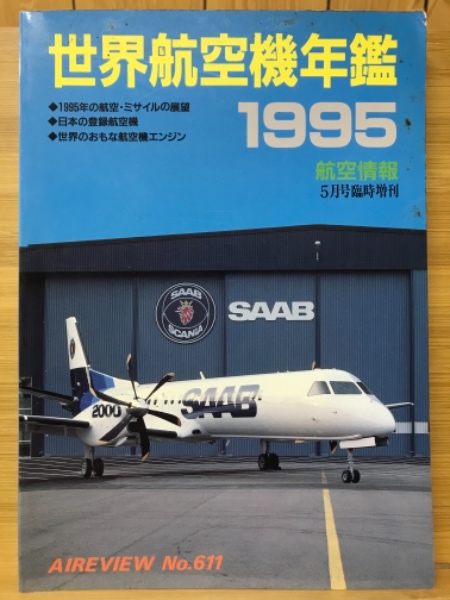 世界航空機年鑑
1995
◆1995年の航空・ミサイルの展望
◆日本の登録航空機
◆世界のおもな航空機エンジン
航空情報
5月号臨時増刊
SAAB
SCANIA
SAAB
2000
SAAB
AIREVIEW No.611